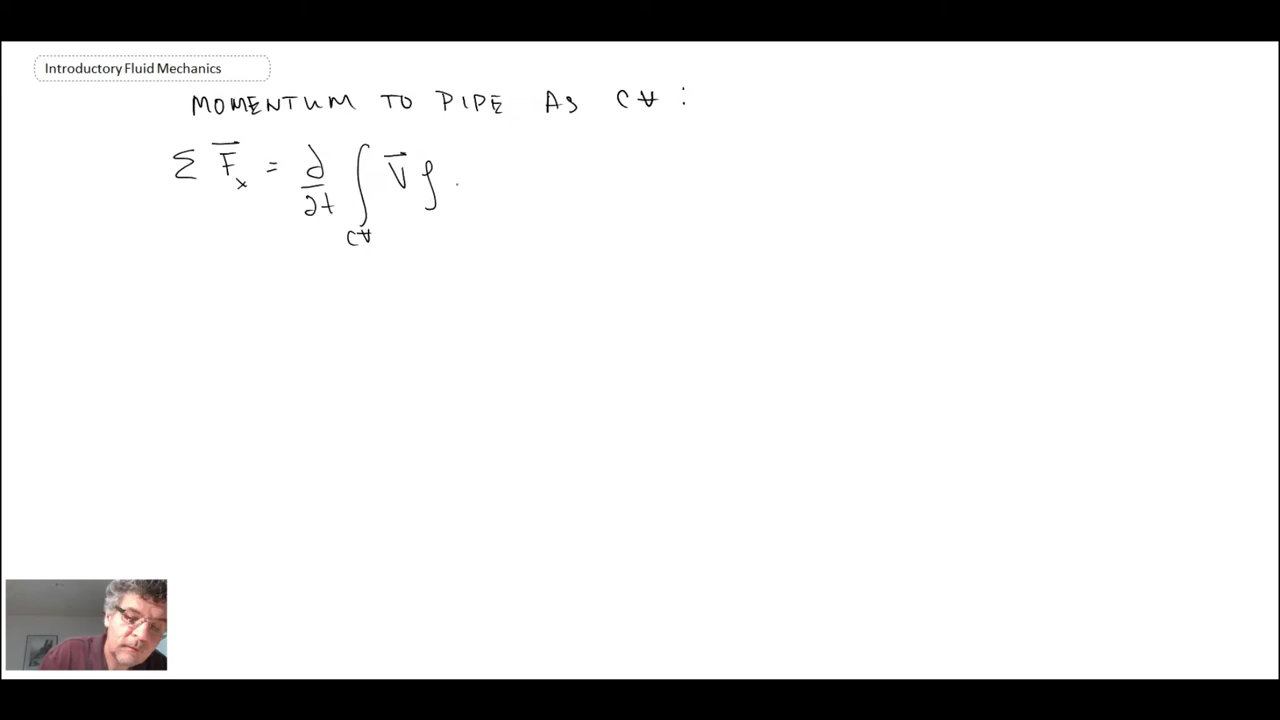 Introductory Fluid Mechanics
MOMENTUM TO PIPE AS C∀ :
Σ F⃗ₓ = ∂/∂t ∫_C∀ V⃗ ρ